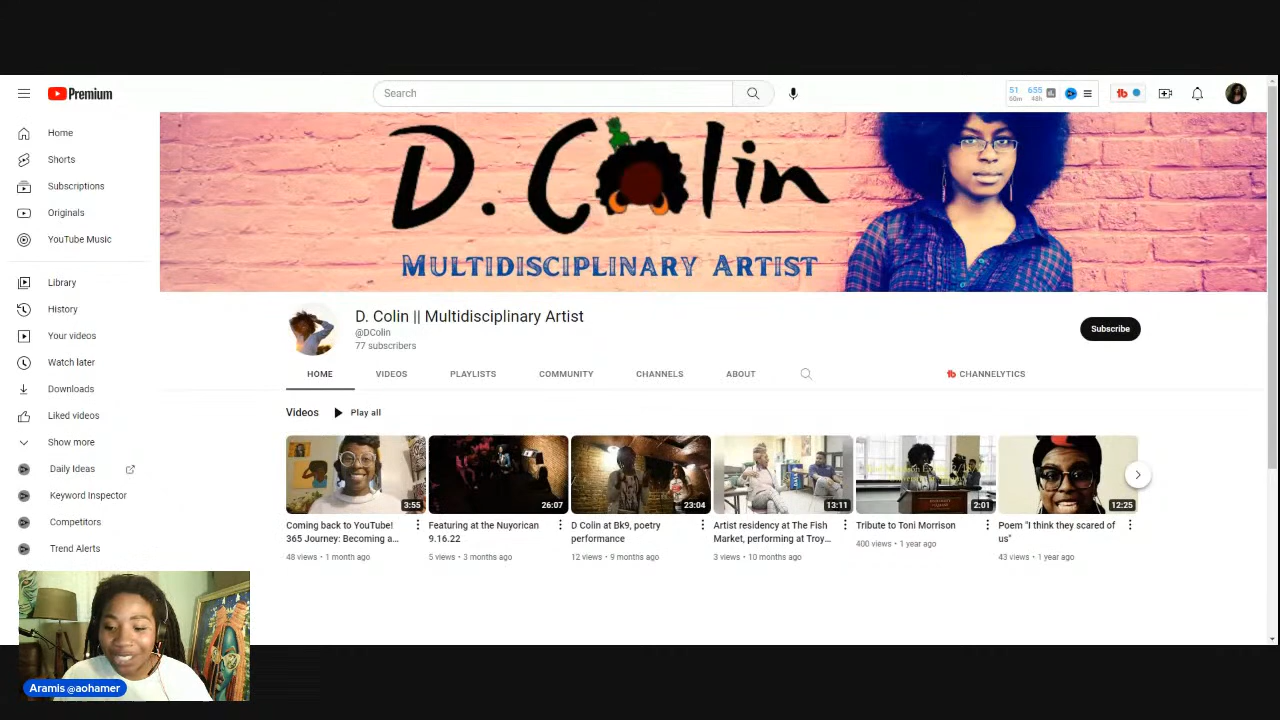 Premium
Search
51 655
60m 48h
tb
Home
Shorts
Subscriptions
Originals
YouTube Music
Library
History
Your videos
Watch later
Downloads
Liked videos
Show more
Daily Ideas
Keyword Inspector
Competitors
Trend Alerts
D. Colin
MULTIDISCIPLINARY ARTIST
D. Colin || Multidisciplinary Artist
@DColin
77 subscribers
Subscribe
HOME VIDEOS PLAYLISTS COMMUNITY CHANNELS ABOUT tb CHANNELYTICS
Videos Play all
3:55 26:07 23:04 13:11 2:01 12:25
Coming back to YouTube!
365 Journey: Becoming a...
48 views • 1 month ago
Featuring at the Nuyorican
9.16.22
5 views • 3 months ago
D Colin at Bk9, poetry
performance
12 views • 9 months ago
Artist residency at The Fish
Market, performing at Troy...
3 views • 10 months ago
Tribute to Toni Morrison
400 views • 1 year ago
Poem "I think they scared of
us"
43 views • 1 year ago
Aramis @aohamer